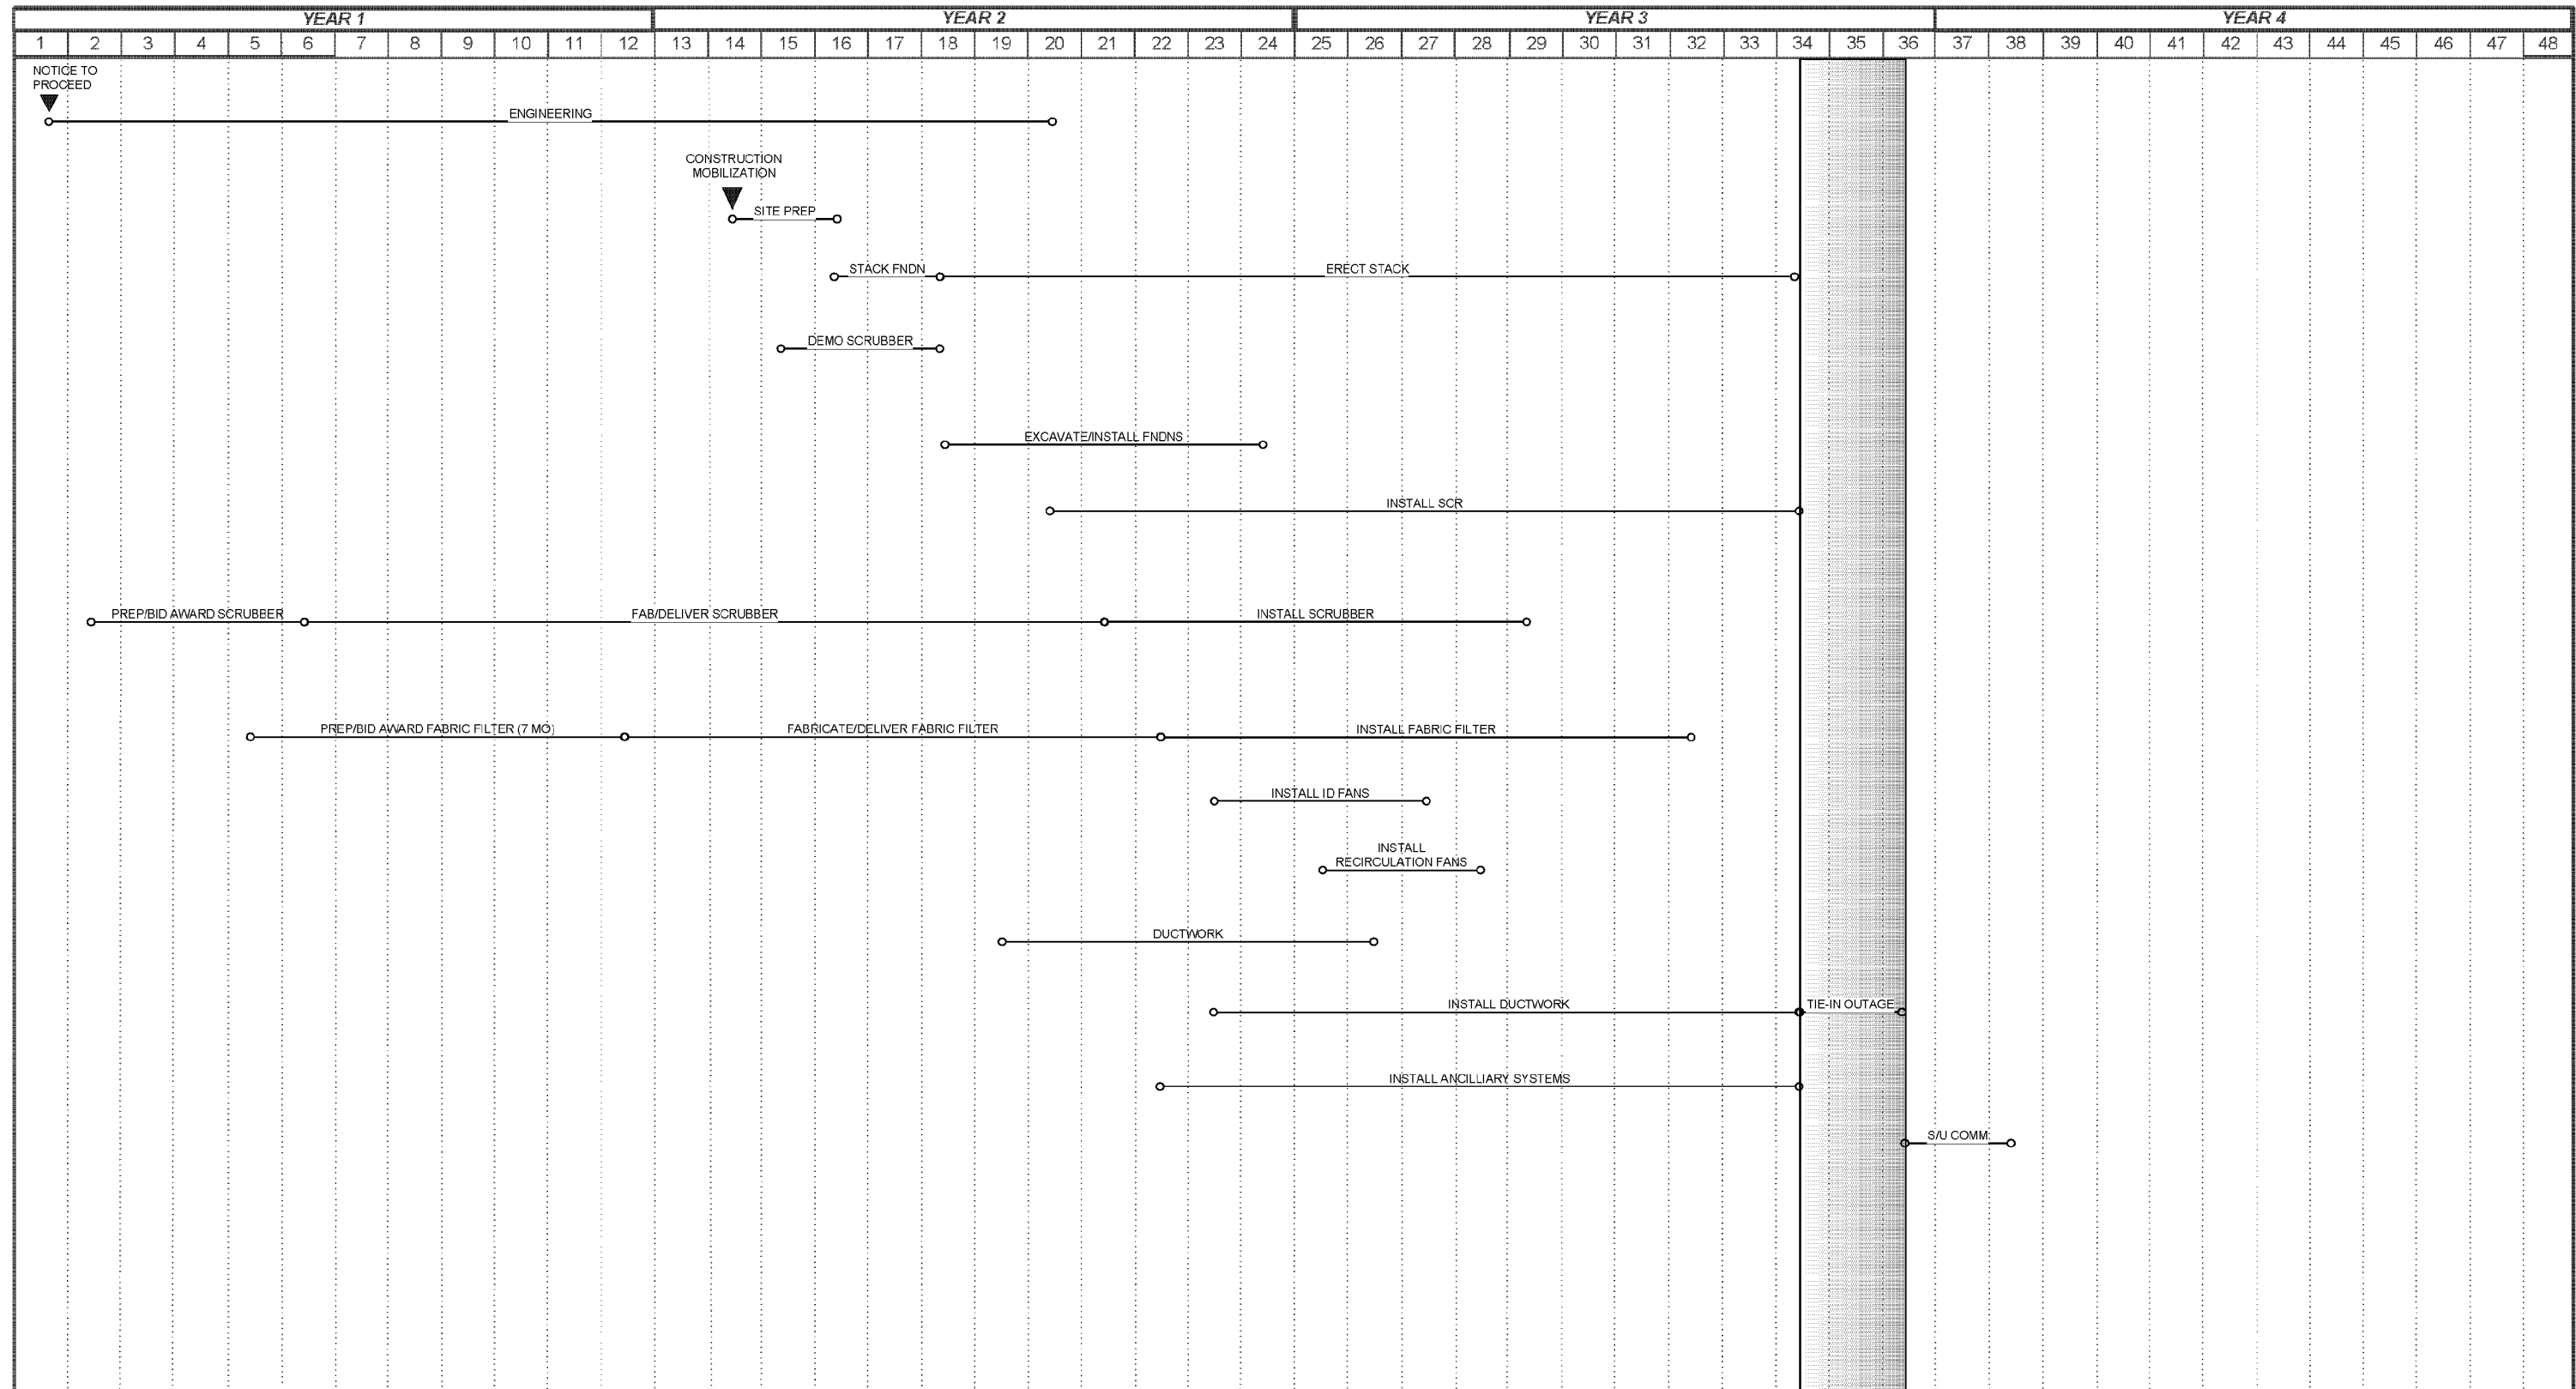 YEAR 1 YEAR 2 YEAR 3 YEAR 4
1 2 3 4 5 6 7 8 9 10 11 12 13 14 15 16 17 18 19 20 21 22 23 24 25 26 27 28 29 30 31 32 33 34 35 36 37 38 39 40 41 42 43 44 45 46 47 48
NOTICE TO
PROCEED
ENGINEERING
CONSTRUCTION
MOBILIZATION
SITE PREP
STACK FNDN ERECT STACK
DEMO SCRUBBER
EXCAVATE/INSTALL FNDNS
INSTALL SCR
PREP/BID AWARD SCRUBBER FAB/DELIVER SCRUBBER INSTALL SCRUBBER
PREP/BID AWARD FABRIC FILTER (7 MO) FABRICATE/DELIVER FABRIC FILTER INSTALL FABRIC FILTER
INSTALL ID FANS
INSTALL
RECIRCULATION FANS
DUCTWORK
INSTALL DUCTWORK TIE-IN OUTAGE
INSTALL ANCILLIARY SYSTEMS
S/U COMM.